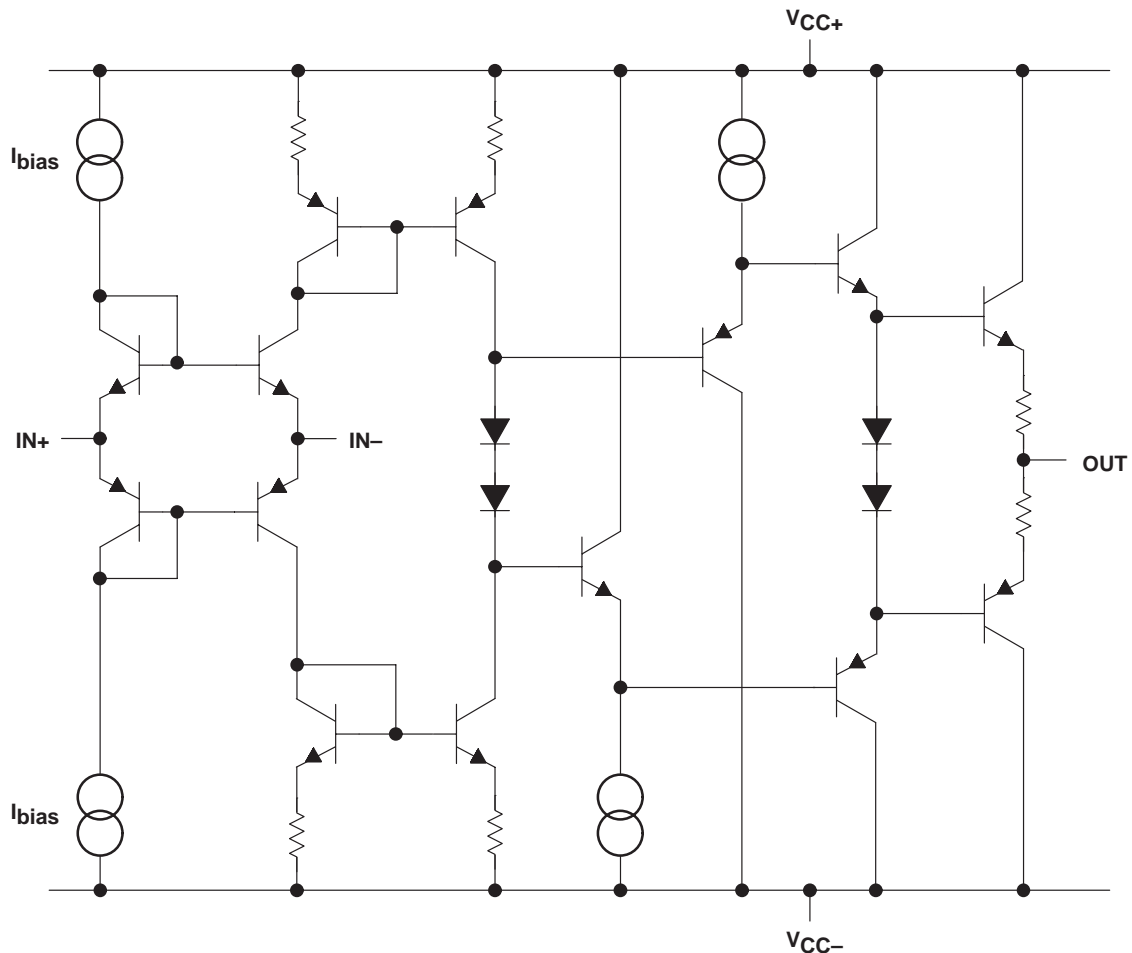 VCC+
Ibias
IN+
IN–
OUT
Ibias
VCC–